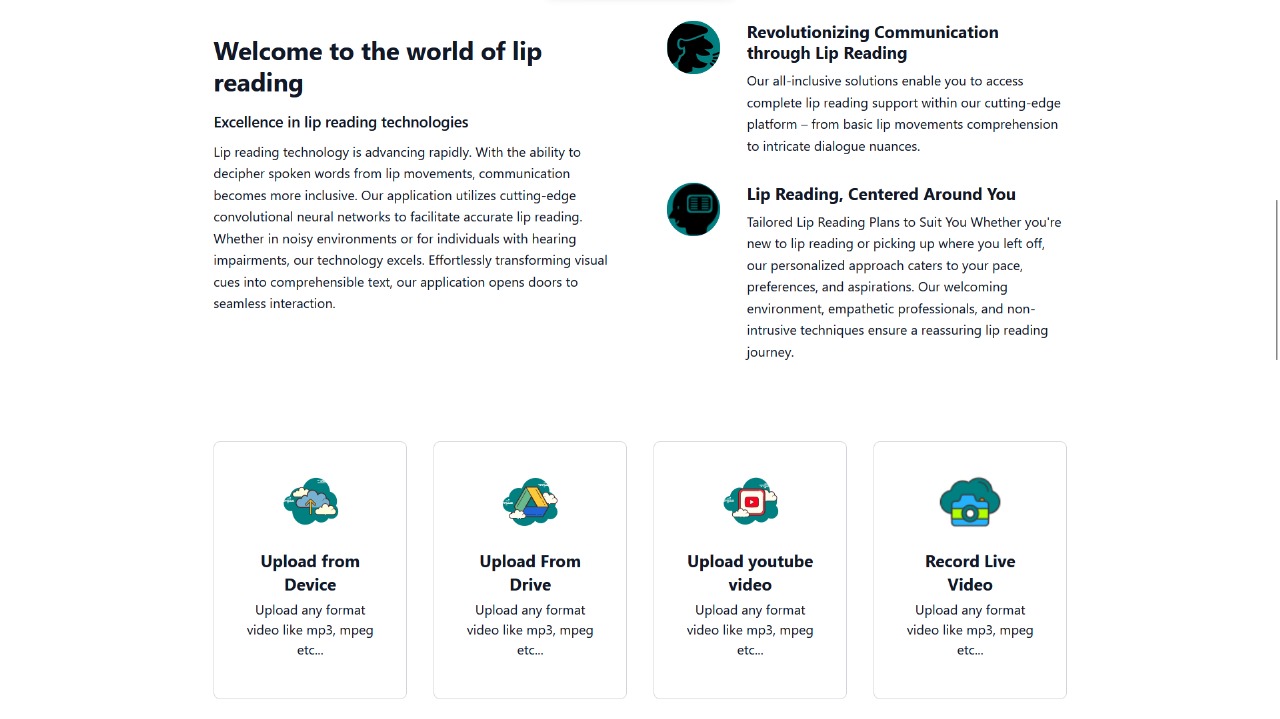 Welcome to the world of lip
reading
Excellence in lip reading technologies
Lip reading technology is advancing rapidly. With the ability to
decipher spoken words from lip movements, communication
becomes more inclusive. Our application utilizes cutting-edge
convolutional neural networks to facilitate accurate lip reading.
Whether in noisy environments or for individuals with hearing
impairments, our technology excels. Effortlessly transforming visual
cues into comprehensible text, our application opens doors to
seamless interaction.
Revolutionizing Communication
through Lip Reading
Our all-inclusive solutions enable you to access
complete lip reading support within our cutting-edge
platform – from basic lip movements comprehension
to intricate dialogue nuances.
Lip Reading, Centered Around You
Tailored Lip Reading Plans to Suit You Whether you're
new to lip reading or picking up where you left off,
our personalized approach caters to your pace,
preferences, and aspirations. Our welcoming
environment, empathetic professionals, and non-
intrusive techniques ensure a reassuring lip reading
journey.
Upload from
Device
Upload any format
video like mp3, mpeg
etc...
Upload From
Drive
Upload any format
video like mp3, mpeg
etc...
Upload youtube
video
Upload any format
video like mp3, mpeg
etc...
Record Live
Video
Upload any format
video like mp3, mpeg
etc...